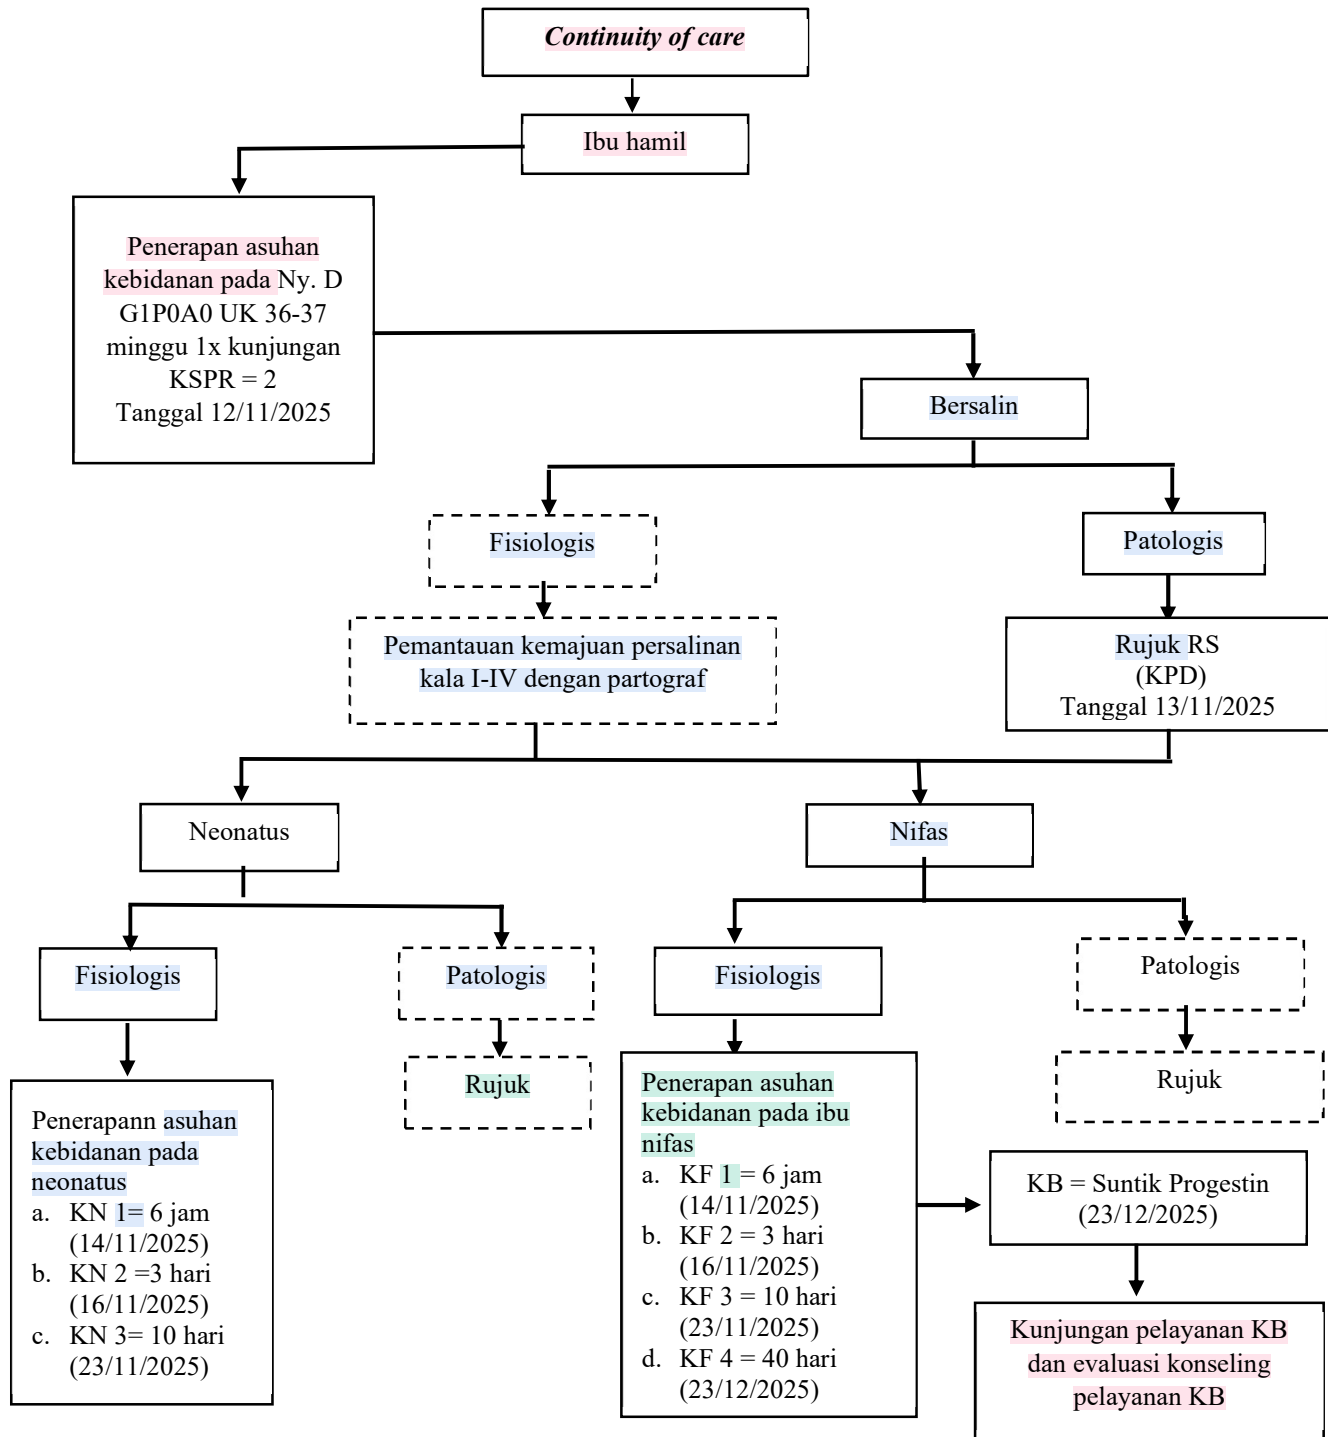 Continuity of care
Ibu hamil
Penerapan asuhan
kebidanan pada Ny. D
G1P0A0 UK 36-37
minggu 1x kunjungan
KSPR = 2
Tanggal 12/11/2025
Bersalin
Fisiologis
Patologis
Pemantauan kemajuan persalinan
kala I-IV dengan partograf
Rujuk RS
(KPD)
Tanggal 13/11/2025
Neonatus
Nifas
Fisiologis
Patologis
Fisiologis
Patologis
Rujuk
Rujuk
Penerapann asuhan
kebidanan pada
neonatus
a. KN 1= 6 jam
(14/11/2025)
b. KN 2 =3 hari
(16/11/2025)
c. KN 3= 10 hari
(23/11/2025)
Penerapan asuhan
kebidanan pada ibu
nifas
a. KF 1 = 6 jam
(14/11/2025)
b. KF 2 = 3 hari
(16/11/2025)
c. KF 3 = 10 hari
(23/11/2025)
d. KF 4 = 40 hari
(23/12/2025)
KB = Suntik Progestin
(23/12/2025)
Kunjungan pelayanan KB
dan evaluasi konseling
pelayanan KB